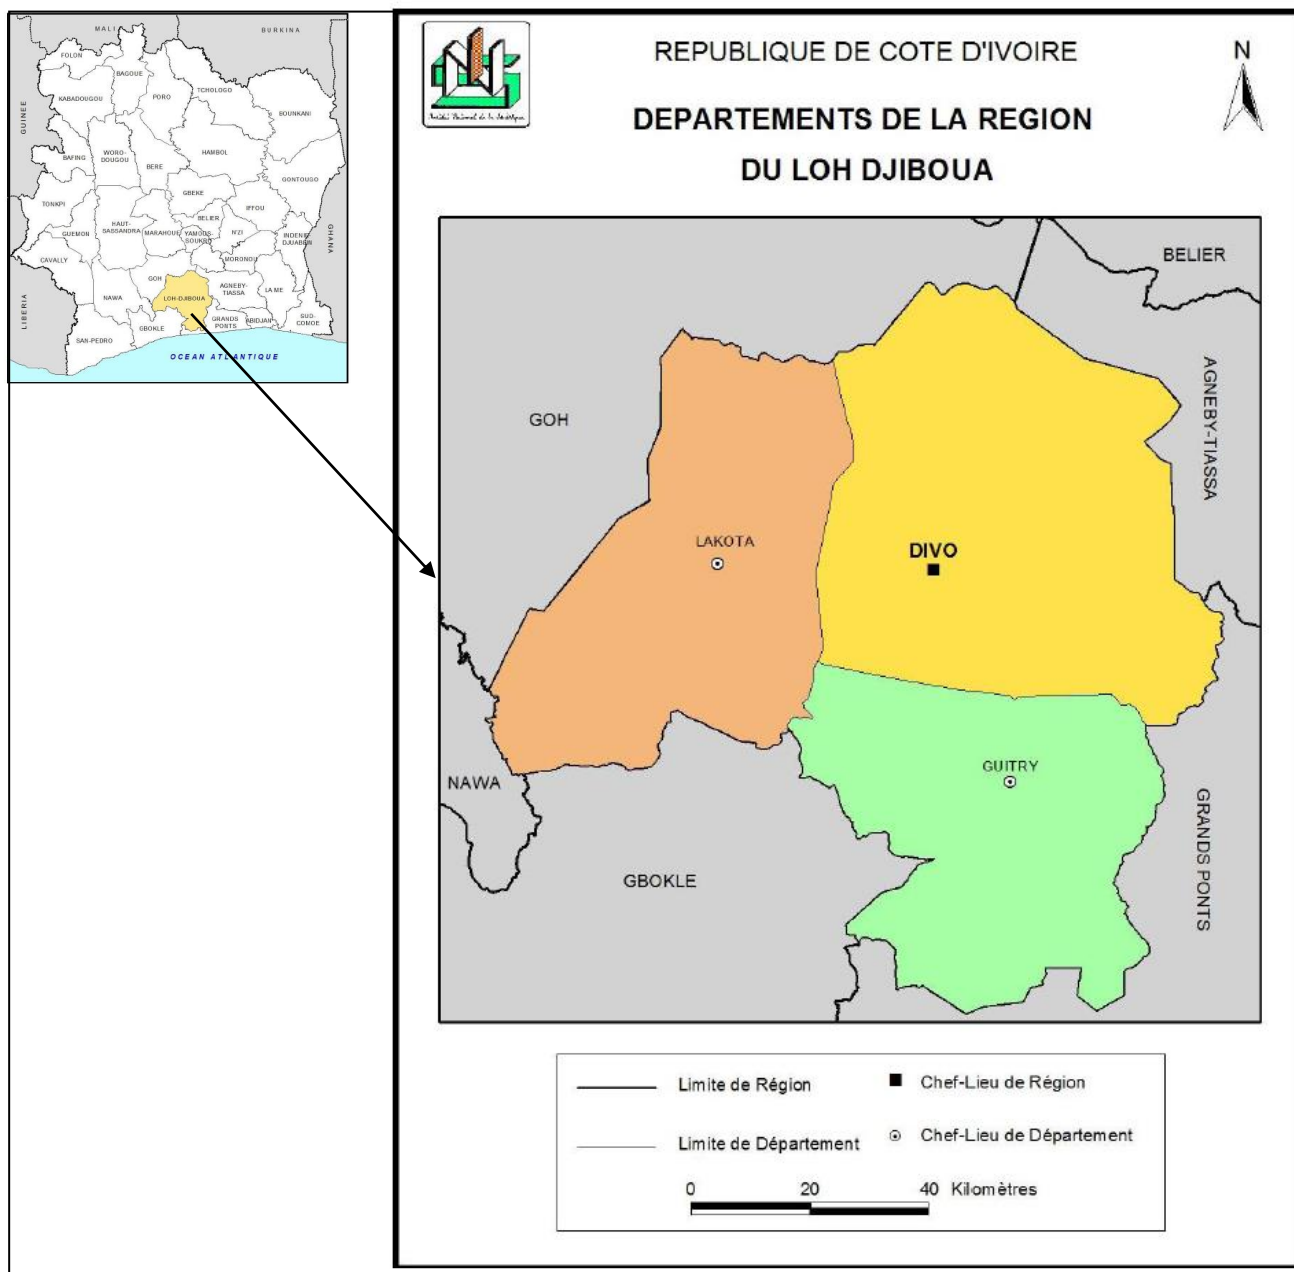 MALI
BURKINA
FOLON
BAGOUE
TCHOLOGO
KABADOUGOU
PORO
BOUNKANI
GUINEE
BAFING
WORO-
DOUGOU
BERE
HAMBOL
GONTOUGO
GBEKE
TONKPI
IFFOU
BELIER
HAUT-
SASSANDRA
GUEMON
MARAHOUE
YAMOUS-
SOUKRO
N'ZI
INDENIE-
DJUABEN
GHANA
CAVALLY
MORONOU
GOH
AGNEBY-
TIASSA
LA ME
NAWA
LOH-DJIBOUA
LIBERIA
GBOKLE
GRANDS
PONTS
ABIDJAN
SUD-
COMOE
SAN-PEDRO
OCEAN ATLANTIQUE
REPUBLIQUE DE COTE D'IVOIRE
N
DEPARTEMENTS DE LA REGION
DU LOH DJIBOUA
BELIER
AGNEBY-TIASSA
GOH
LAKOTA
DIVO
GUITRY
NAWA
GRANDS PONTS
GBOKLE
Limite de Région
Chef-Lieu de Région
Limite de Département
Chef-Lieu de Département
0 20 40 Kilomètres